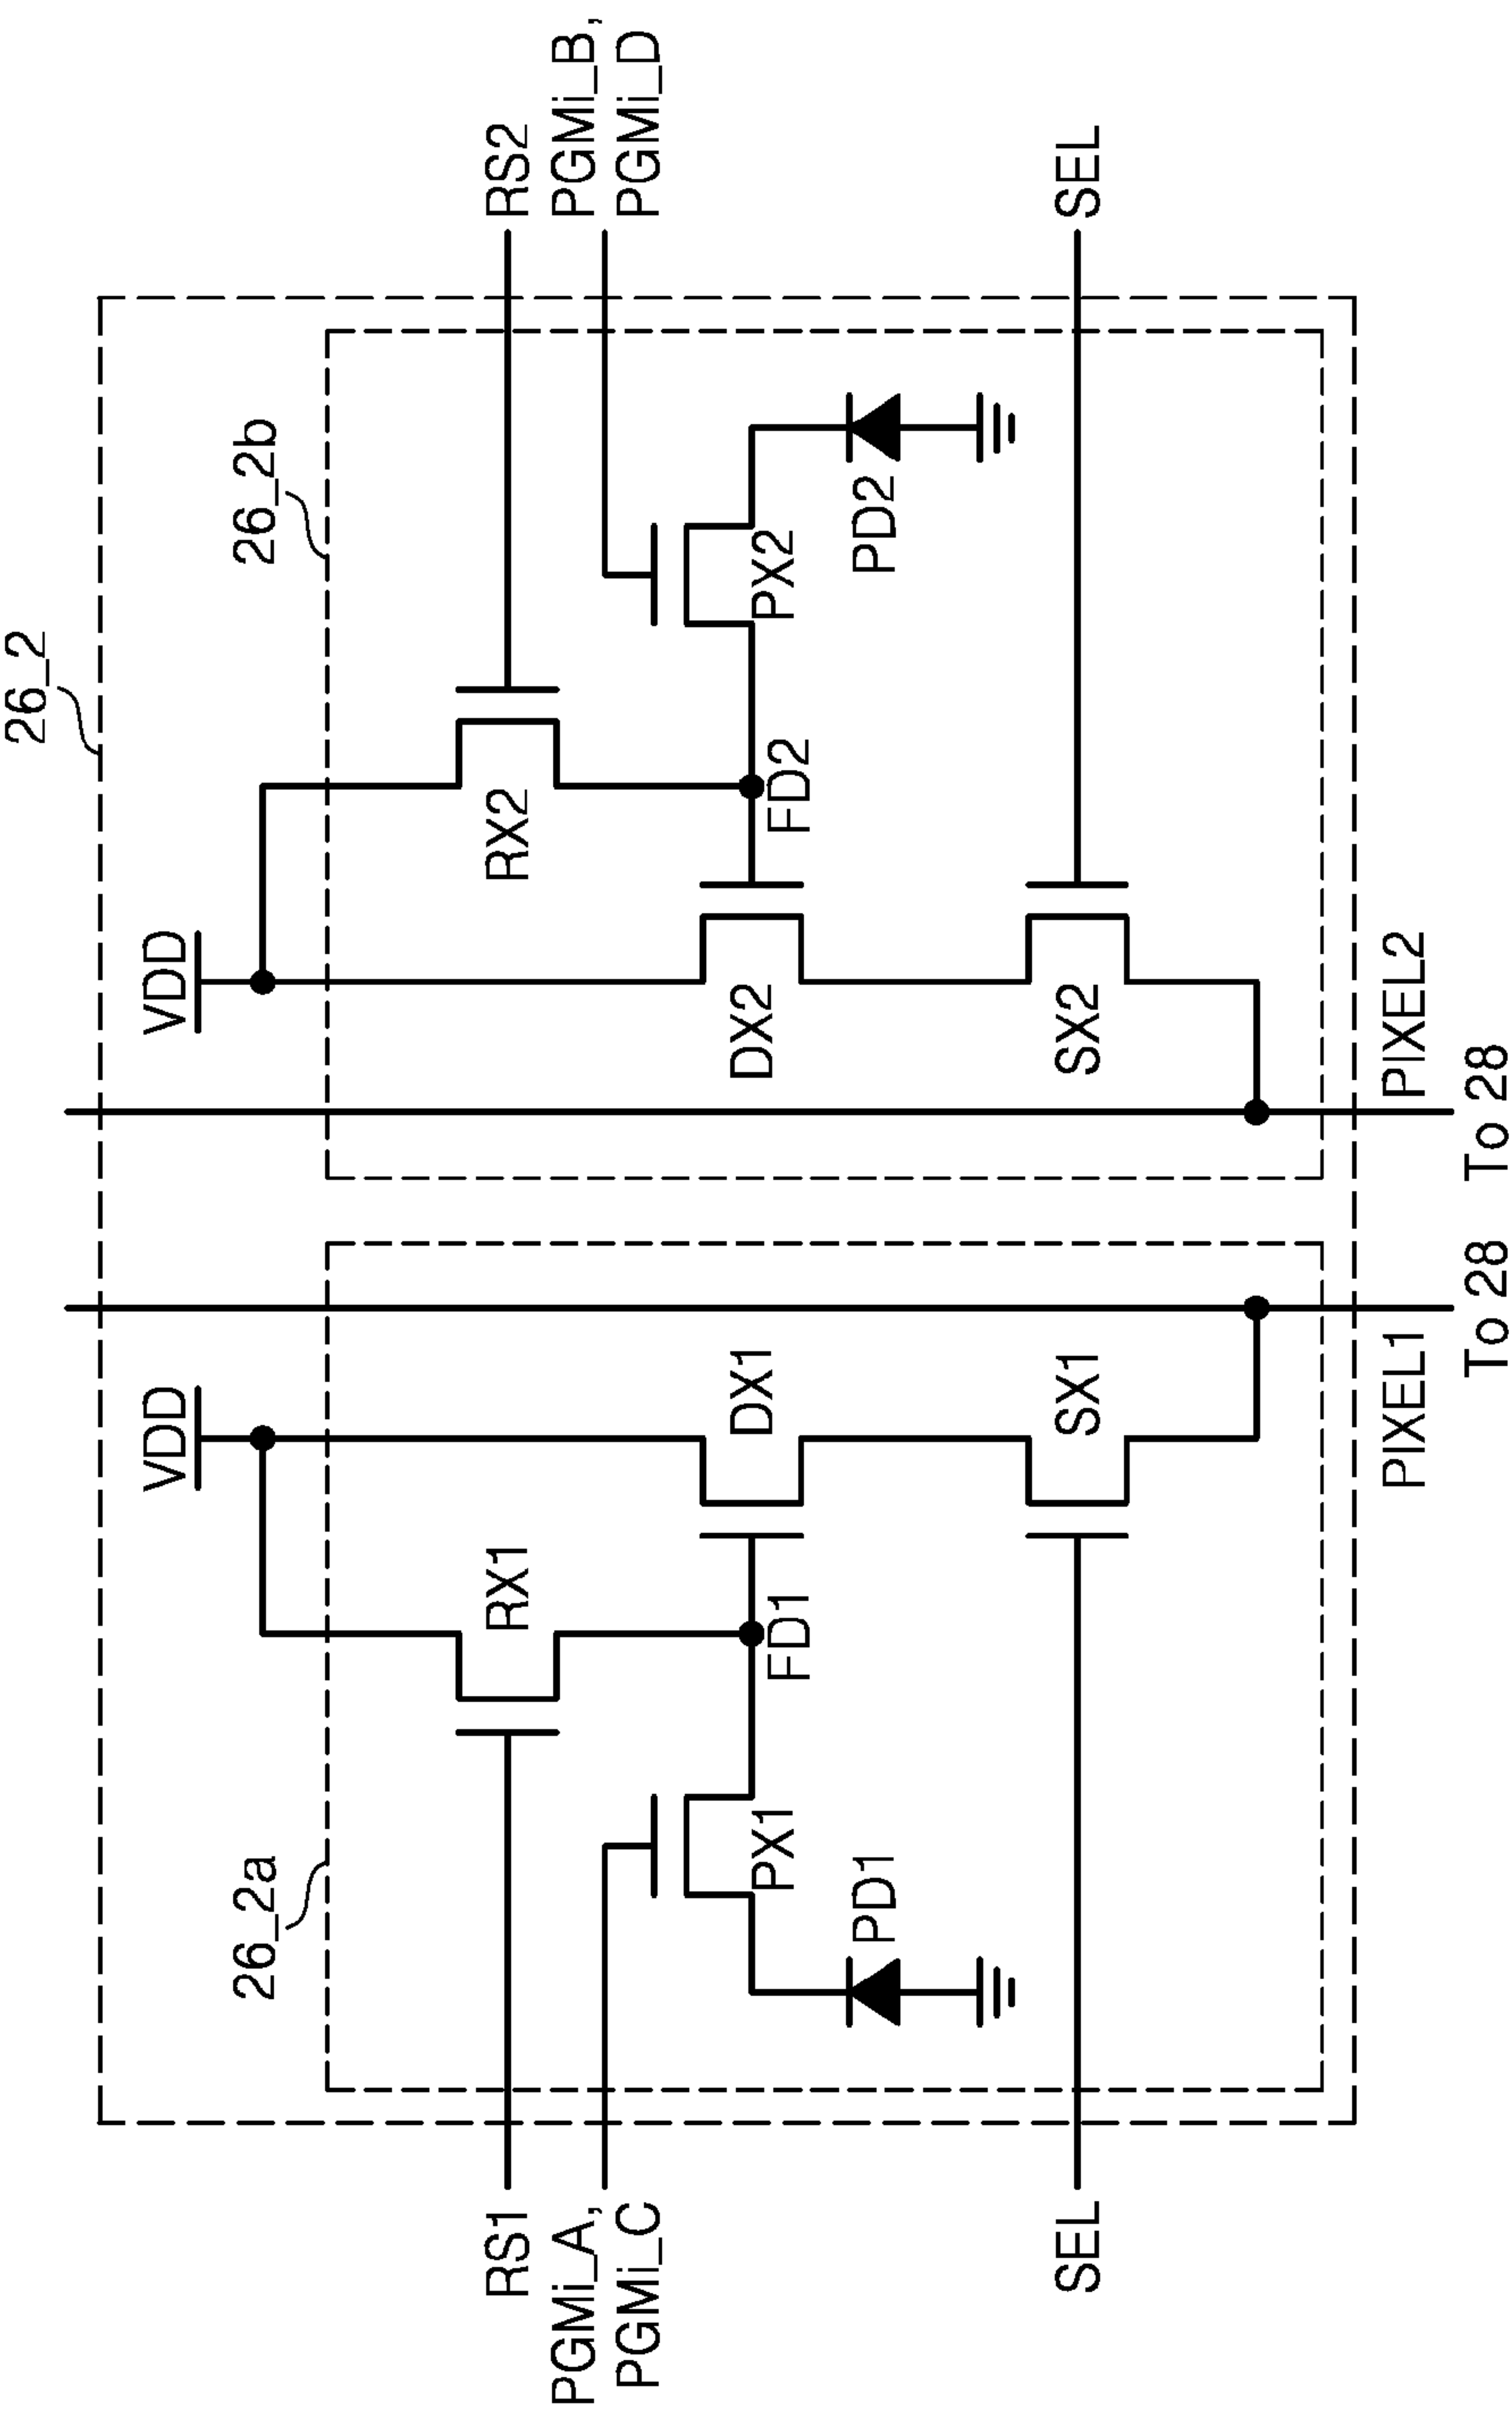 26_2
26_2a
26_2b
VDD
VDD
RS1
RX1
RX2
RS2
PGMi_A,
PGMi_C
PGMi_B,
PGMi_D
PX1
FD1
DX1
DX2
FD2
PX2
PD1
PD2
SEL
SX1
SX2
SEL
PIXEL1
PIXEL2
To 28
To 28